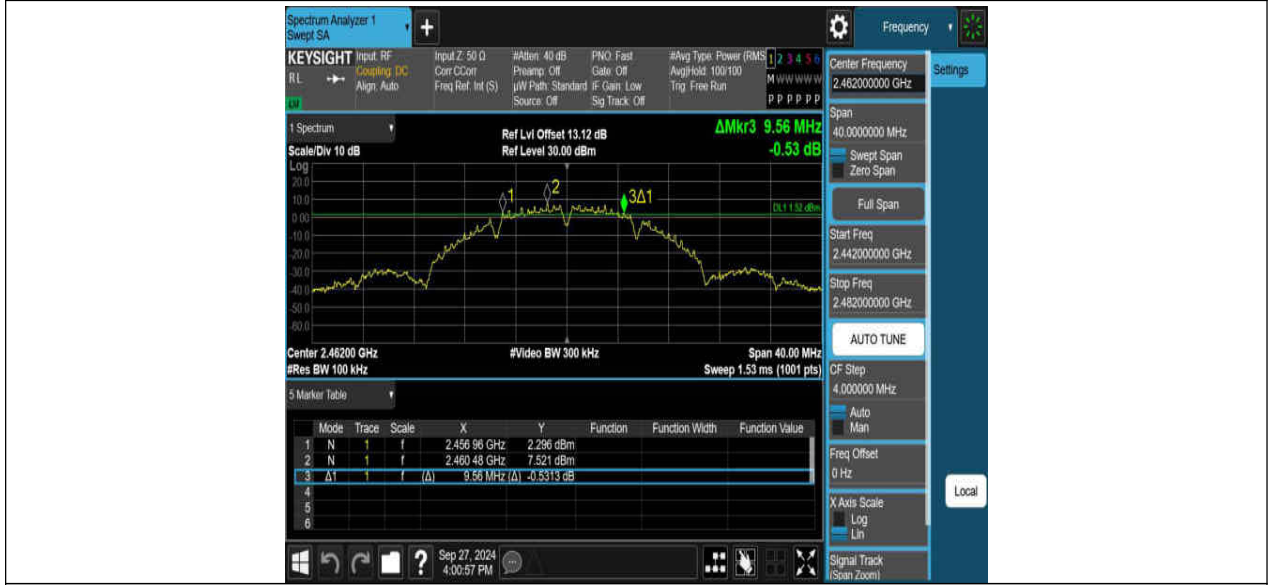 Spectrum Analyzer 1
Swept SA
+
Frequency
KEYSIGHT
RL
LU
Input: RF
Coupling: DC
Align: Auto
Input Z: 50 Ω
Corr CCorr
Freq Ref: Int (S)
#Atten: 40 dB
Preamp: Off
µW Path: Standard
Source: Off
PNO: Fast
Gate: Off
IF Gain: Low
Sig Track: Off
#Avg Type: Power (RMS
Avg|Hold: 100/100
Trig: Free Run
1 2 3 4 5 6
M W W W W W
P P P P P P
1 Spectrum
Scale/Div 10 dB
Ref Lvl Offset 13.12 dB
Ref Level 30.00 dBm
ΔMkr3 9.56 MHz
-0.53 dB
Log
20.0
10.0
0.00
-10.0
-20.0
-30.0
-40.0
-50.0
-60.0
1
2
3Δ1
DL1 1.52 dBm
Center 2.46200 GHz
#Video BW 300 kHz
Span 40.00 MHz
#Res BW 100 kHz
Sweep 1.53 ms (1001 pts)
5 Marker Table
Mode Trace Scale X Y Function Function Width Function Value
1 N 1 f 2.456 96 GHz 2.296 dBm
2 N 1 f 2.460 48 GHz 7.521 dBm
3 Δ1 1 f (Δ) 9.56 MHz (Δ) -0.5313 dB
4
5
6
?
Sep 27, 2024
4:00:57 PM
Center Frequency
2.462000000 GHz
Span
40.0000000 MHz
Swept Span
Zero Span
Full Span
Start Freq
2.442000000 GHz
Stop Freq
2.482000000 GHz
AUTO TUNE
CF Step
4.000000 MHz
Auto
Man
Freq Offset
0 Hz
X Axis Scale
Log
Lin
Signal Track
(Span Zoom)
Settings
Local